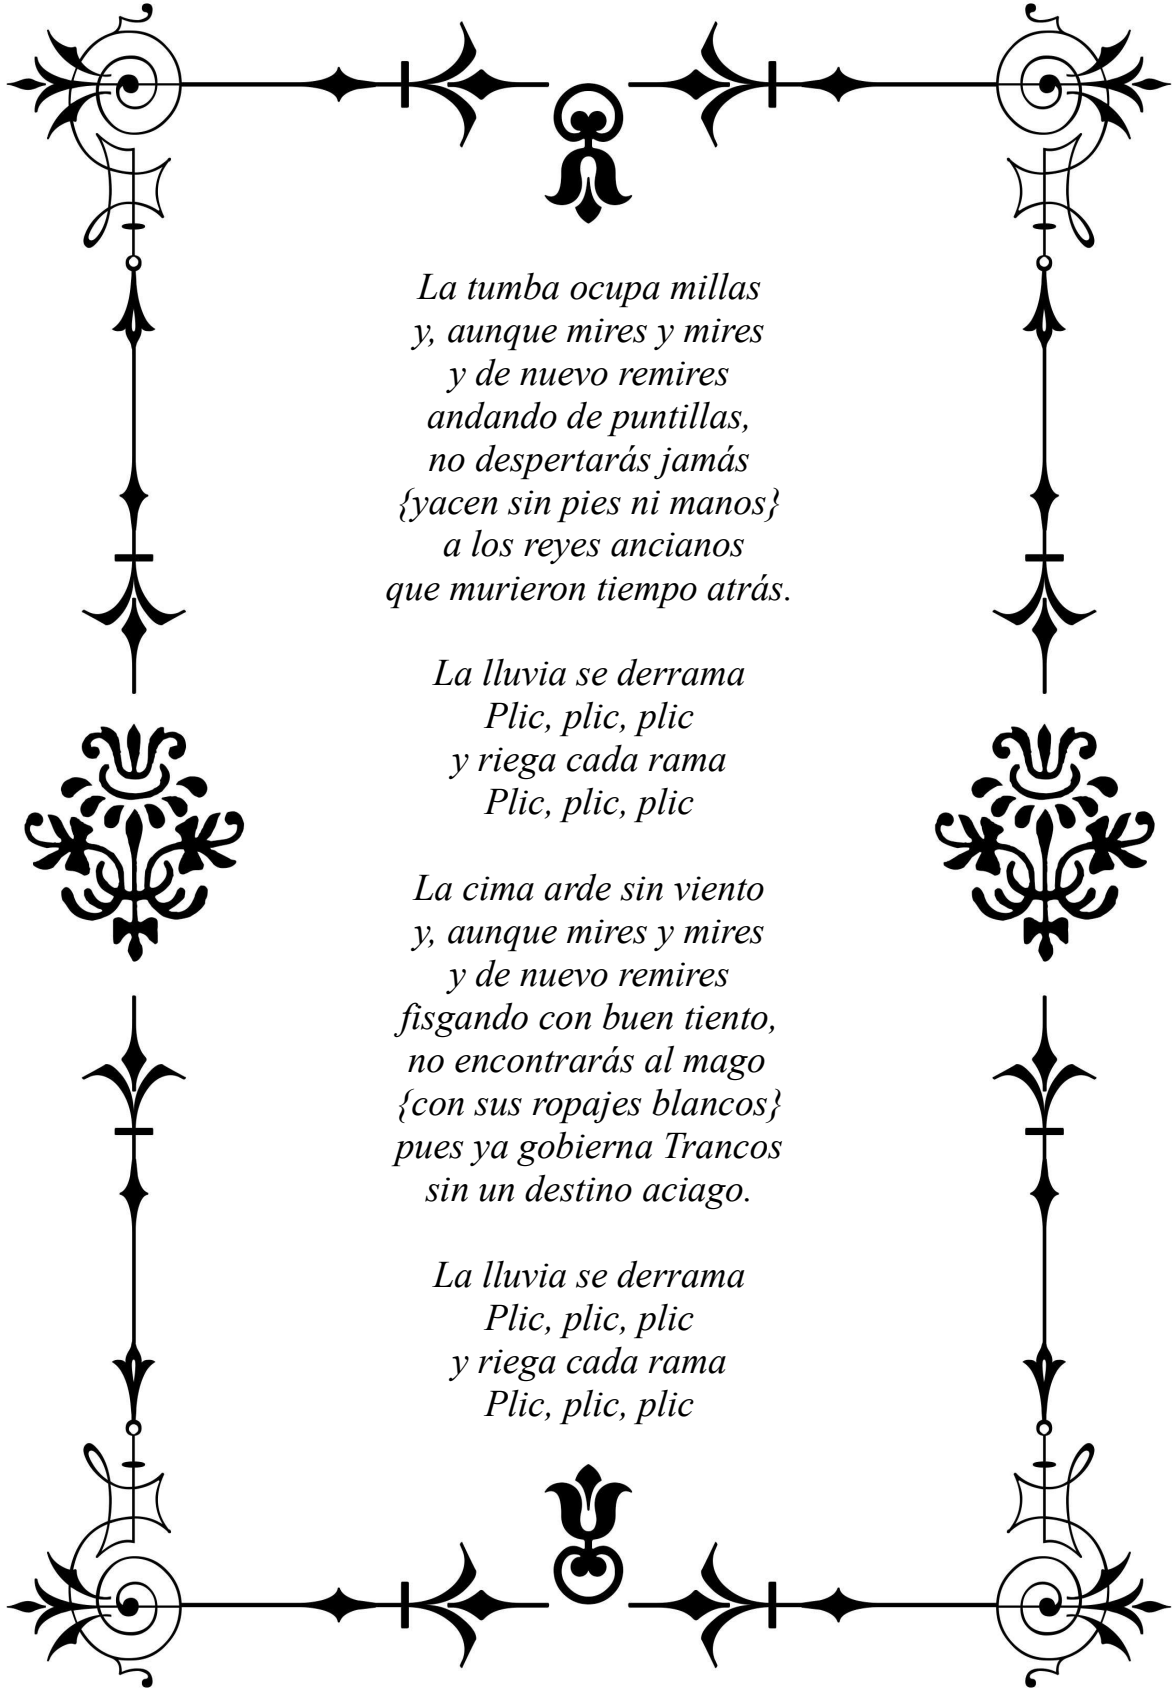 La tumba ocupa millas
y, aunque mires y mires
y de nuevo remires
andando de puntillas,
no despertarás jamás
{yacen sin pies ni manos}
a los reyes ancianos
que murieron tiempo atrás.

La lluvia se derrama
Plic, plic, plic
y riega cada rama
Plic, plic, plic

La cima arde sin viento
y, aunque mires y mires
y de nuevo remires
fisgando con buen tiento,
no encontrarás al mago
{con sus ropajes blancos}
pues ya gobierna Trancos
sin un destino aciago.

La lluvia se derrama
Plic, plic, plic
y riega cada rama
Plic, plic, plic